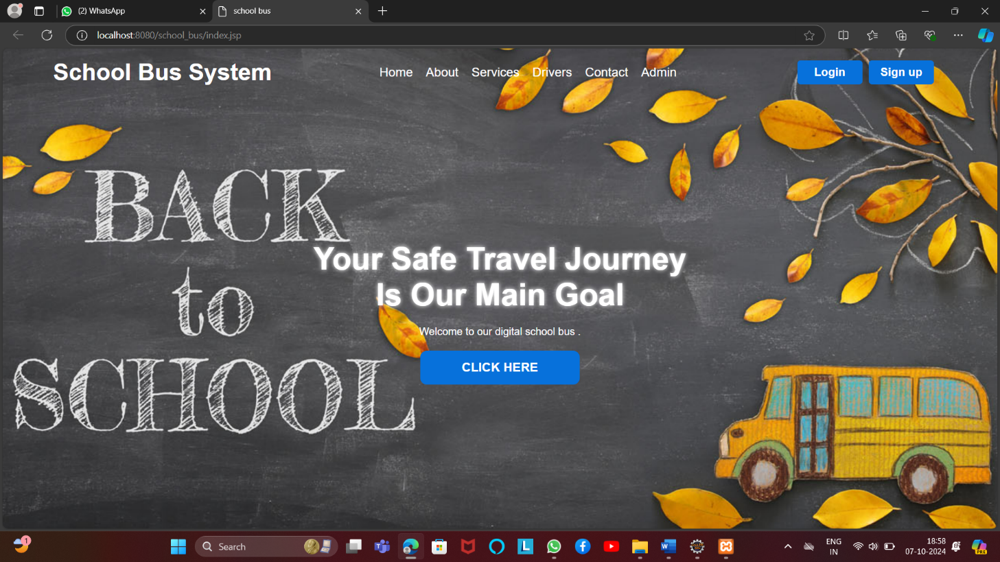 (2) WhatsApp
school bus
localhost:8080/school_bus/index.jsp
School Bus System
Home About Services Drivers Contact Admin
Login Sign up
BACK
to
SCHOOL
Your Safe Travel Journey
Is Our Main Goal
Welcome to our digital school bus .
CLICK HERE
1
Search
ENG
IN
18:58
07-10-2024
PRE